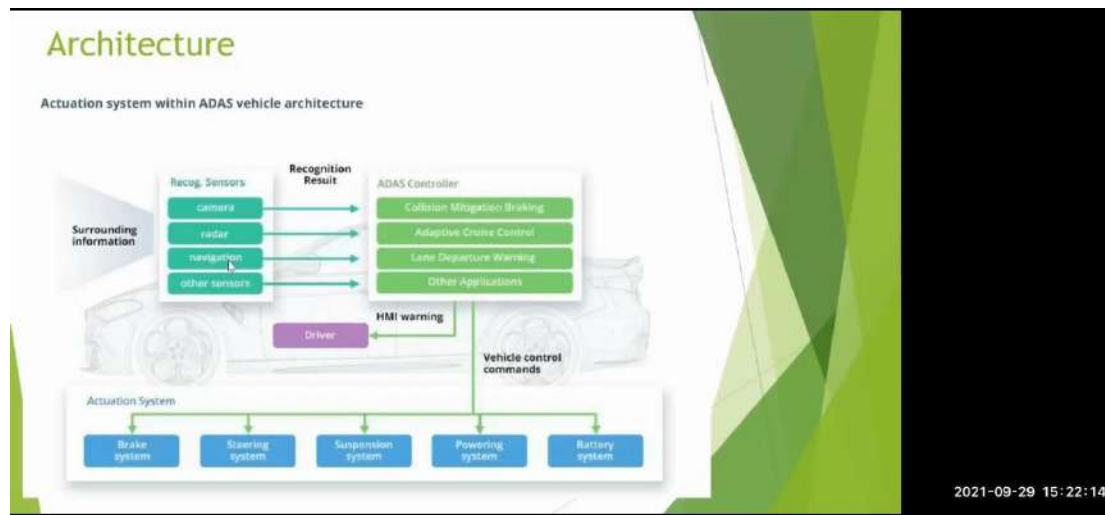 Architecture
Actuation system within ADAS vehicle architecture
Recognition
Resuit
Recog. Sensors
ADAS Controller
camera
Collision Mitigation Braking
Surrounding
information
radar
Adaptive Cruise Control
navigation
Lane Departure Warning
other sensors
Other Applications
HMI warning
Driver
Vehicle control
commands
Actuation System
Brake
system
Steering
system
Suspension
system
Powering
system
Battery
system
2021-09-29 15:22:14